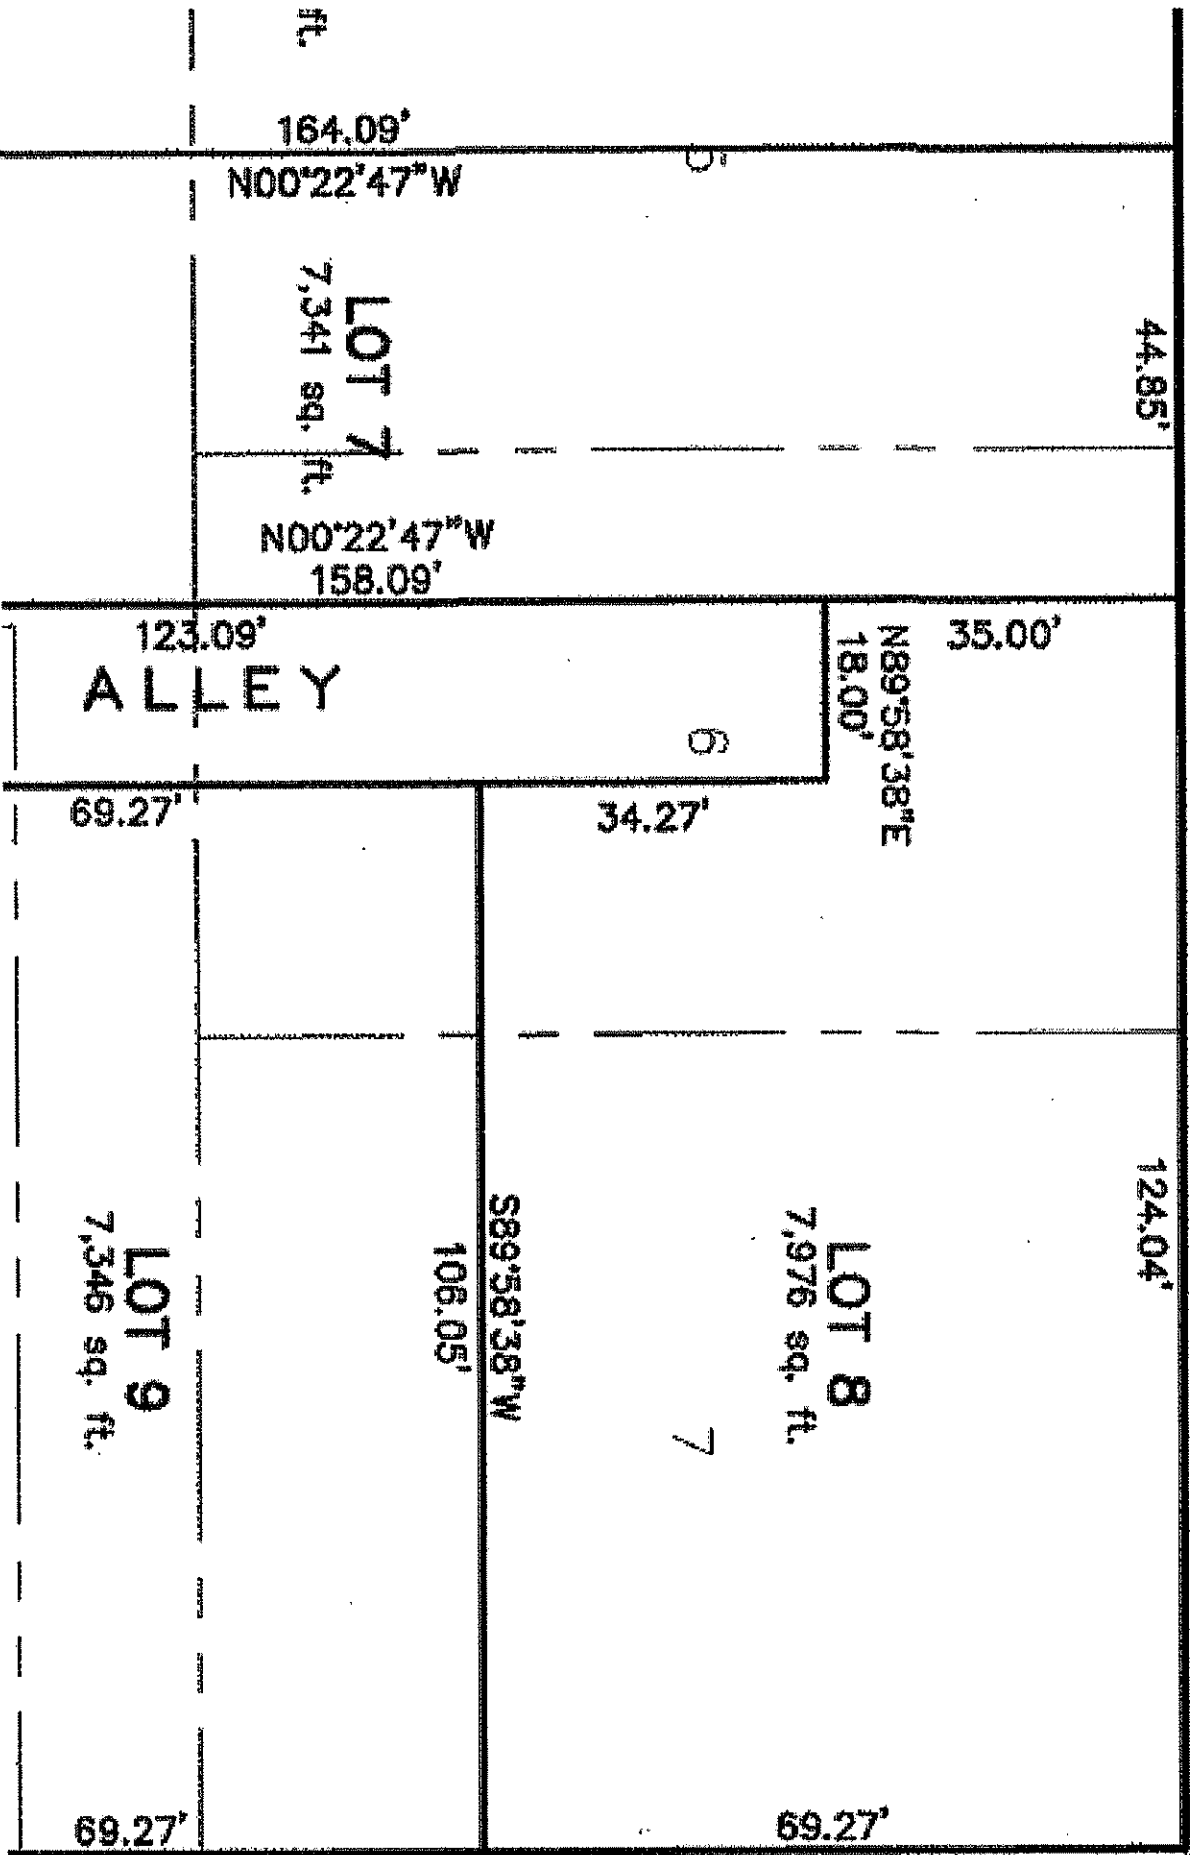 ft.
164.09'
N00°22'47"W
LOT 7
7,341 sq. ft.
44.85'
N00°22'47"W
158.09'
123.09'
35.00'
ALLEY
N89°58'38"E
18.00'
6
69.27'
34.27'
S89°58'38"W
106.05'
124.04'
LOT 8
7,976 sq. ft.
7
LOT 9
7,346 sq. ft.
69.27'
69.27'